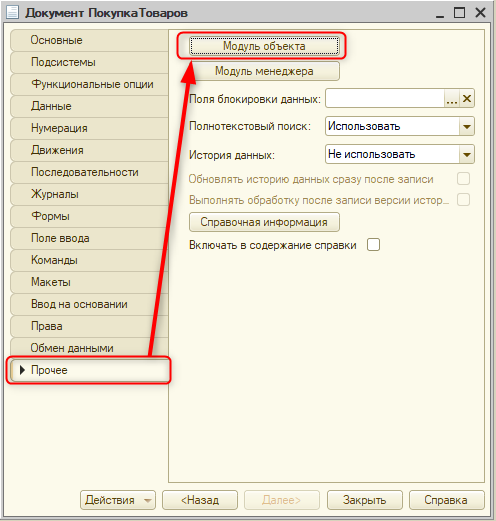 Документ ПокупкаТоваров
Основные
Подсистемы
Функциональные опции
Данные
Нумерация
Движения
Последовательности
Журналы
Формы
Поле ввода
Команды
Макеты
Ввод на основании
Права
Обмен данными
Прочее
Модуль объекта
Модуль менеджера
Поля блокировки данных:
...
Полнотекстовый поиск: Использовать
История данных: Не использовать
Обновлять историю данных сразу после записи
Выполнять обработку после записи версии истор...
Справочная информация
Включать в содержание справки
Действия <Назад Далее> Закрыть Справка